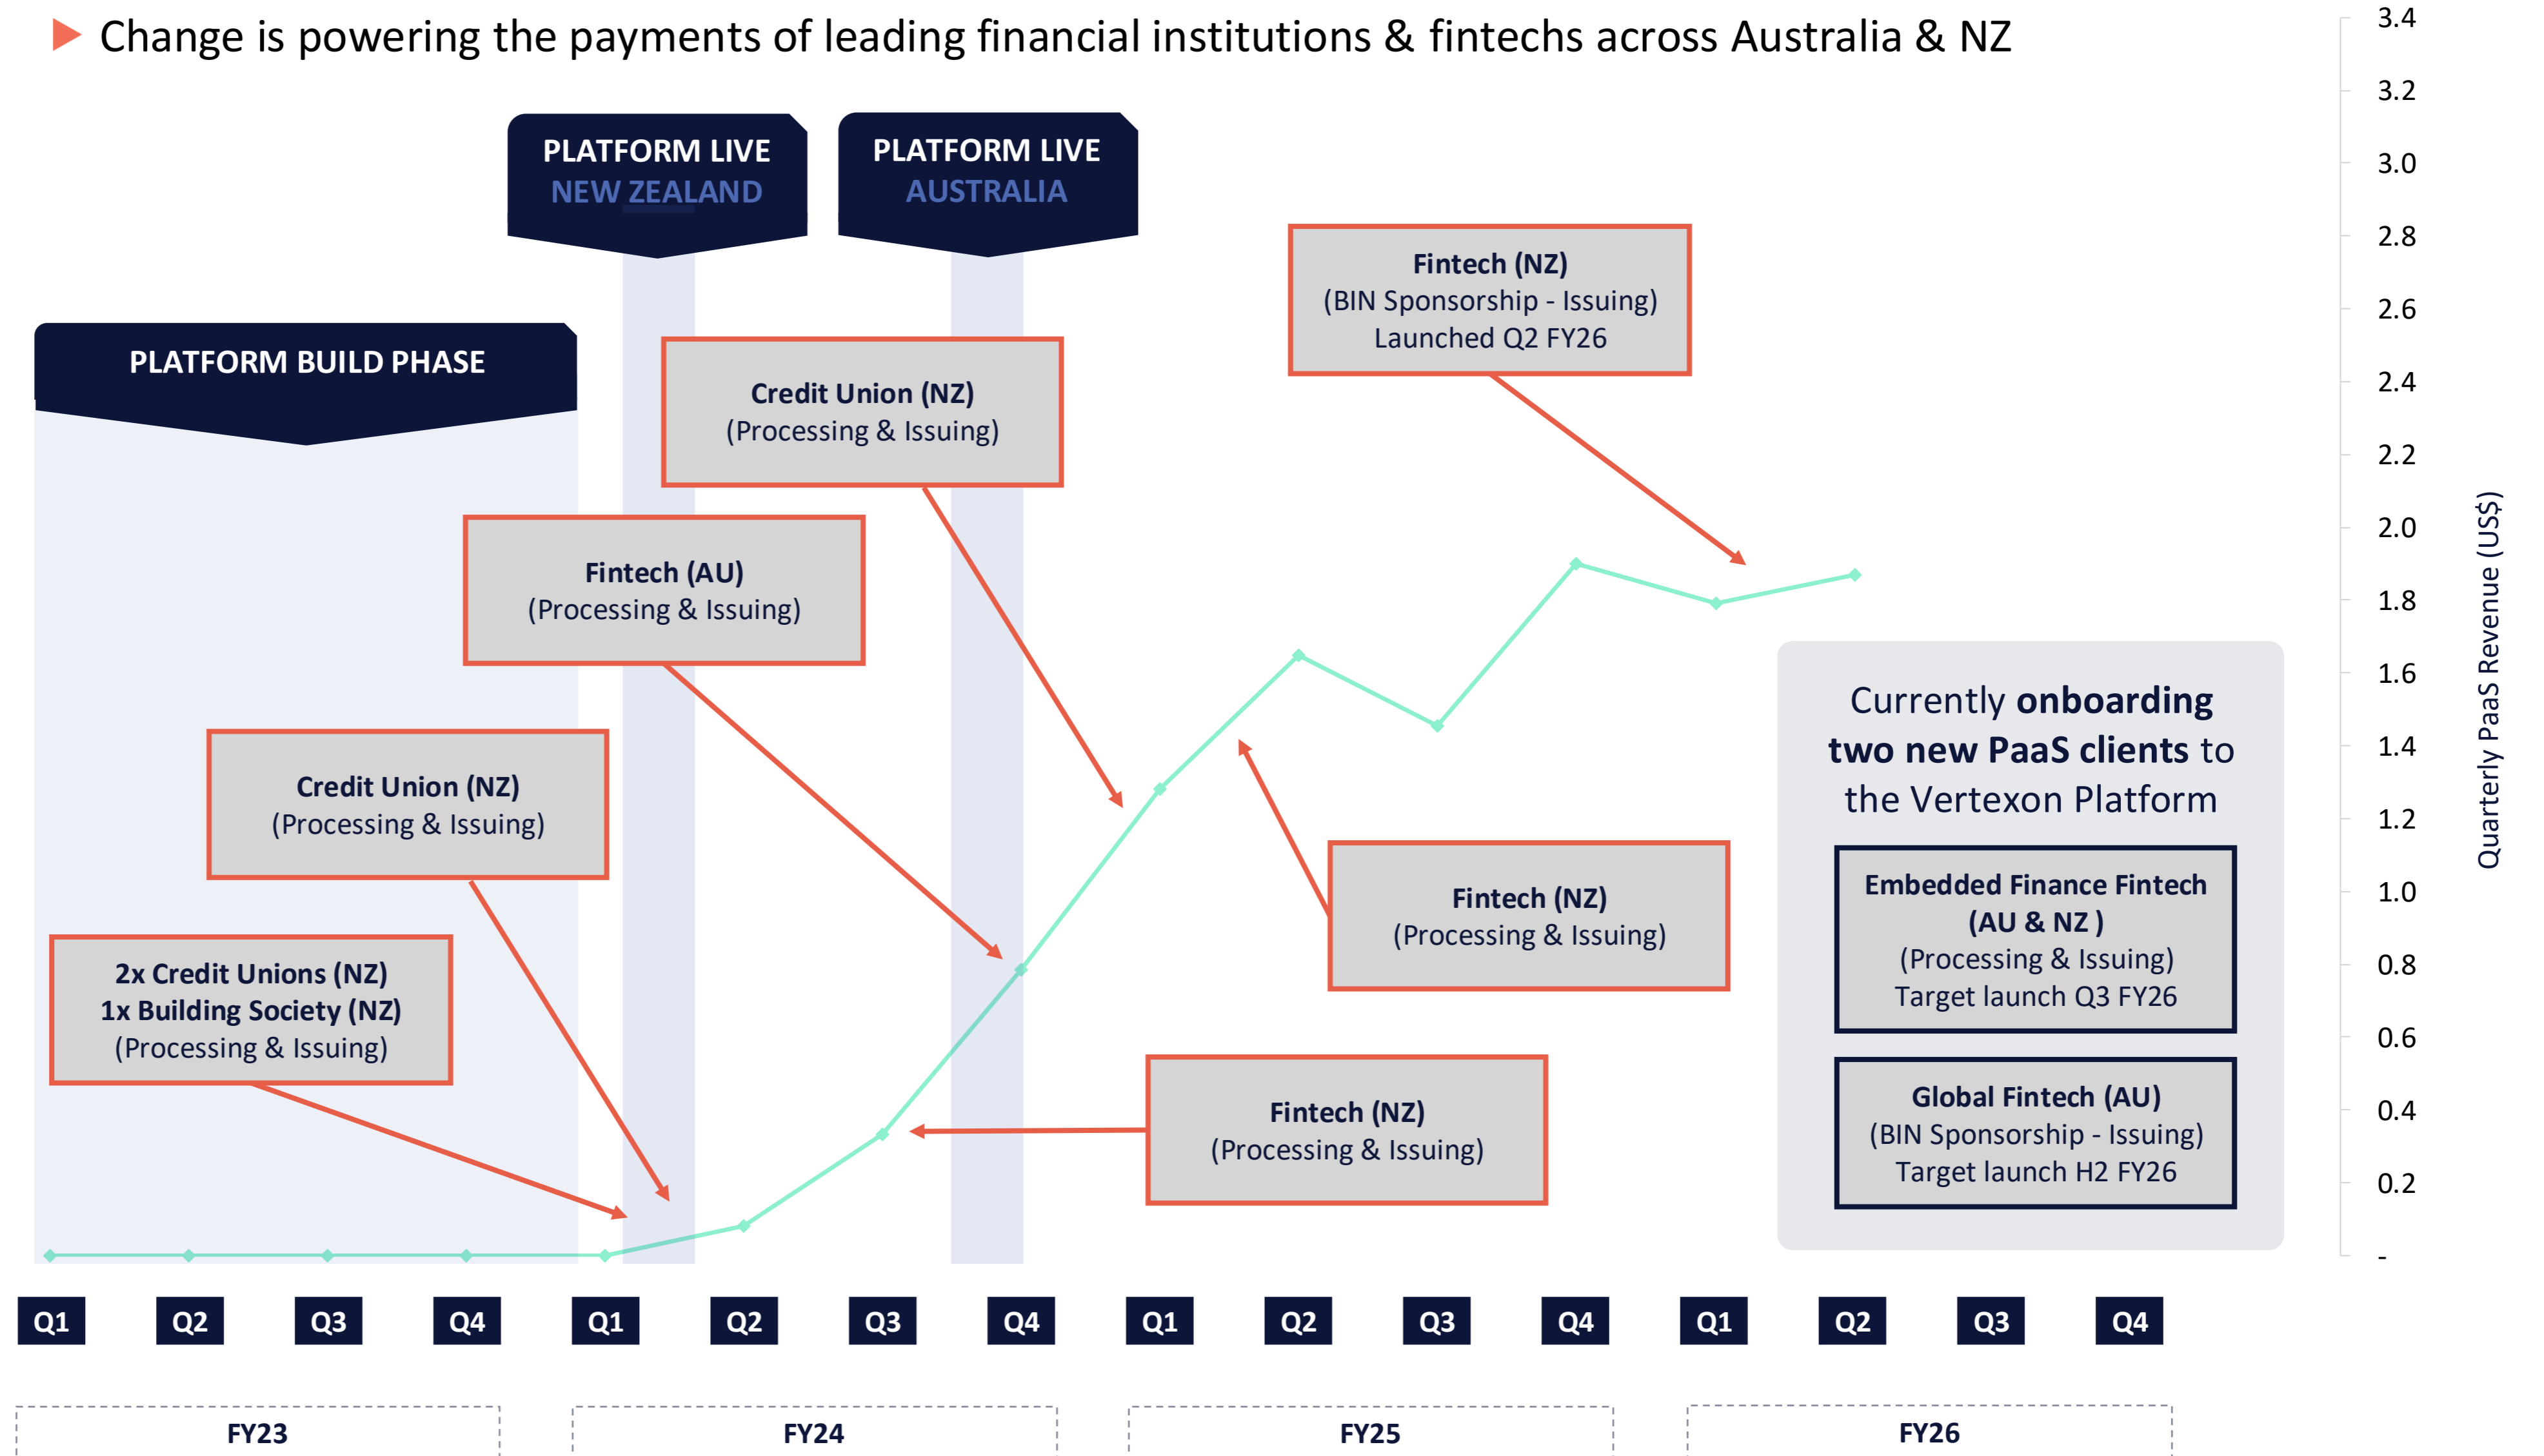 Change is powering the payments of leading financial institutions & fintechs across Australia & NZ
PLATFORM LIVE
NEW ZEALAND
PLATFORM LIVE
AUSTRALIA
PLATFORM BUILD PHASE
Fintech (NZ)
(BIN Sponsorship - Issuing)
Launched Q2 FY26
Credit Union (NZ)
(Processing & Issuing)
Fintech (AU)
(Processing & Issuing)
Credit Union (NZ)
(Processing & Issuing)
2x Credit Unions (NZ)
1x Building Society (NZ)
(Processing & Issuing)
Fintech (NZ)
(Processing & Issuing)
Fintech (NZ)
(Processing & Issuing)
Currently onboarding
two new PaaS clients to
the Vertexon Platform
Embedded Finance Fintech
(AU & NZ )
(Processing & Issuing)
Target launch Q3 FY26
Global Fintech (AU)
(BIN Sponsorship - Issuing)
Target launch H2 FY26
3.4
3.2
3.0
2.8
2.6
2.4
2.2
2.0
1.8
1.6
1.4
1.2
1.0
0.8
0.6
0.4
0.2
-
Quarterly PaaS Revenue (US$)
Q1 Q2 Q3 Q4 Q1 Q2 Q3 Q4 Q1 Q2 Q3 Q4 Q1 Q2 Q3 Q4
FY23 FY24 FY25 FY26